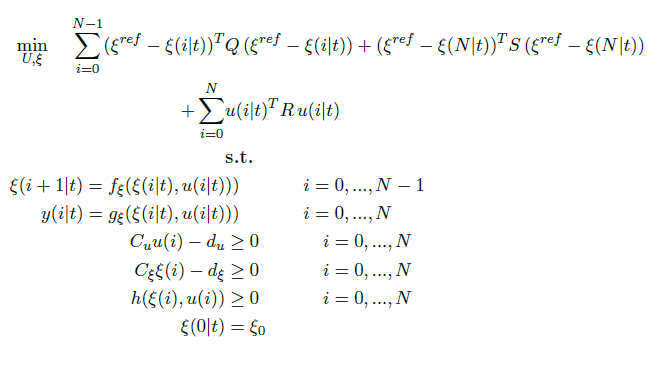 min U,ξ ∑_{i=0}^{N−1} (ξ^{ref} − ξ(i|t))^T Q (ξ^{ref} − ξ(i|t)) + (ξ^{ref} − ξ(N|t))^T S (ξ^{ref} − ξ(N|t))
+ ∑_{i=0}^{N} u(i|t)^T R u(i|t)
s.t.
ξ(i + 1|t) = f_ξ(ξ(i|t), u(i|t))) i = 0, ..., N − 1
y(i|t) = g_ξ(ξ(i|t), u(i|t))) i = 0, ..., N
C_u u(i) − d_u ≥ 0 i = 0, ..., N
C_ξ ξ(i) − d_ξ ≥ 0 i = 0, ..., N
h(ξ(i), u(i)) ≥ 0 i = 0, ..., N
ξ(0|t) = ξ_0